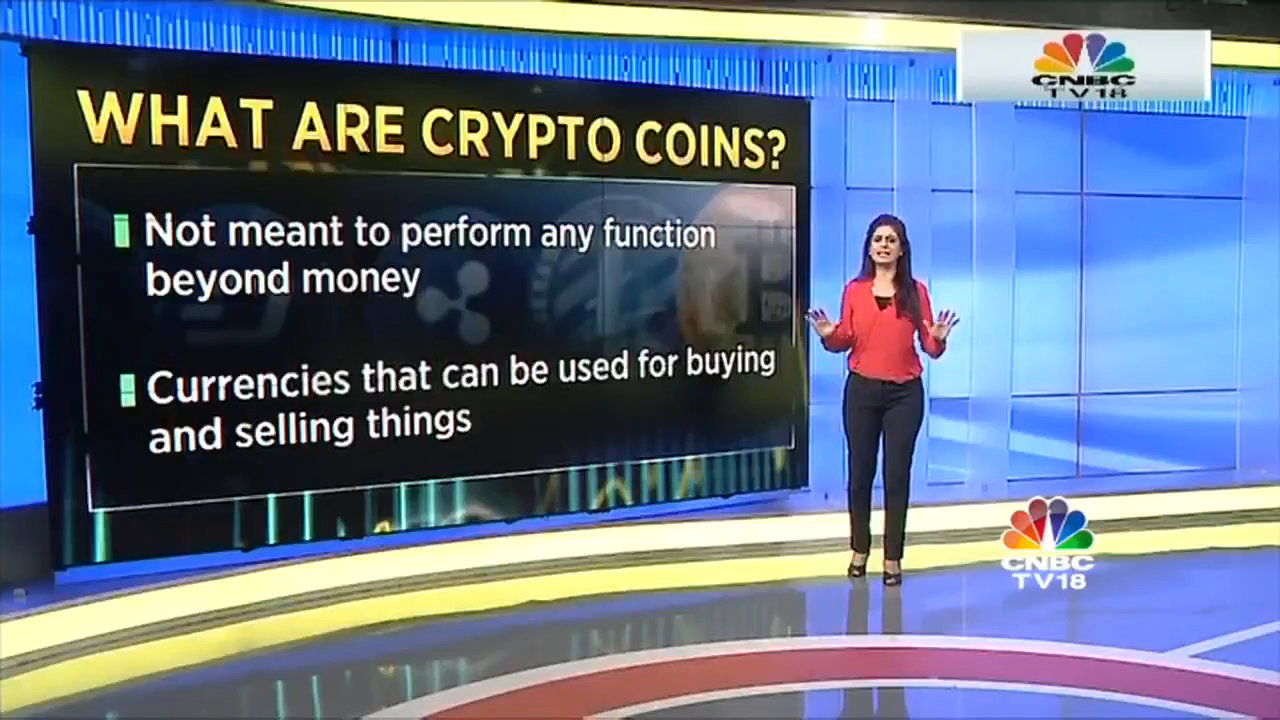 CNBC
TV18
WHAT ARE CRYPTO COINS?
Not meant to perform any function
beyond money
Currencies that can be used for buying
and selling things
CNBC
TV18